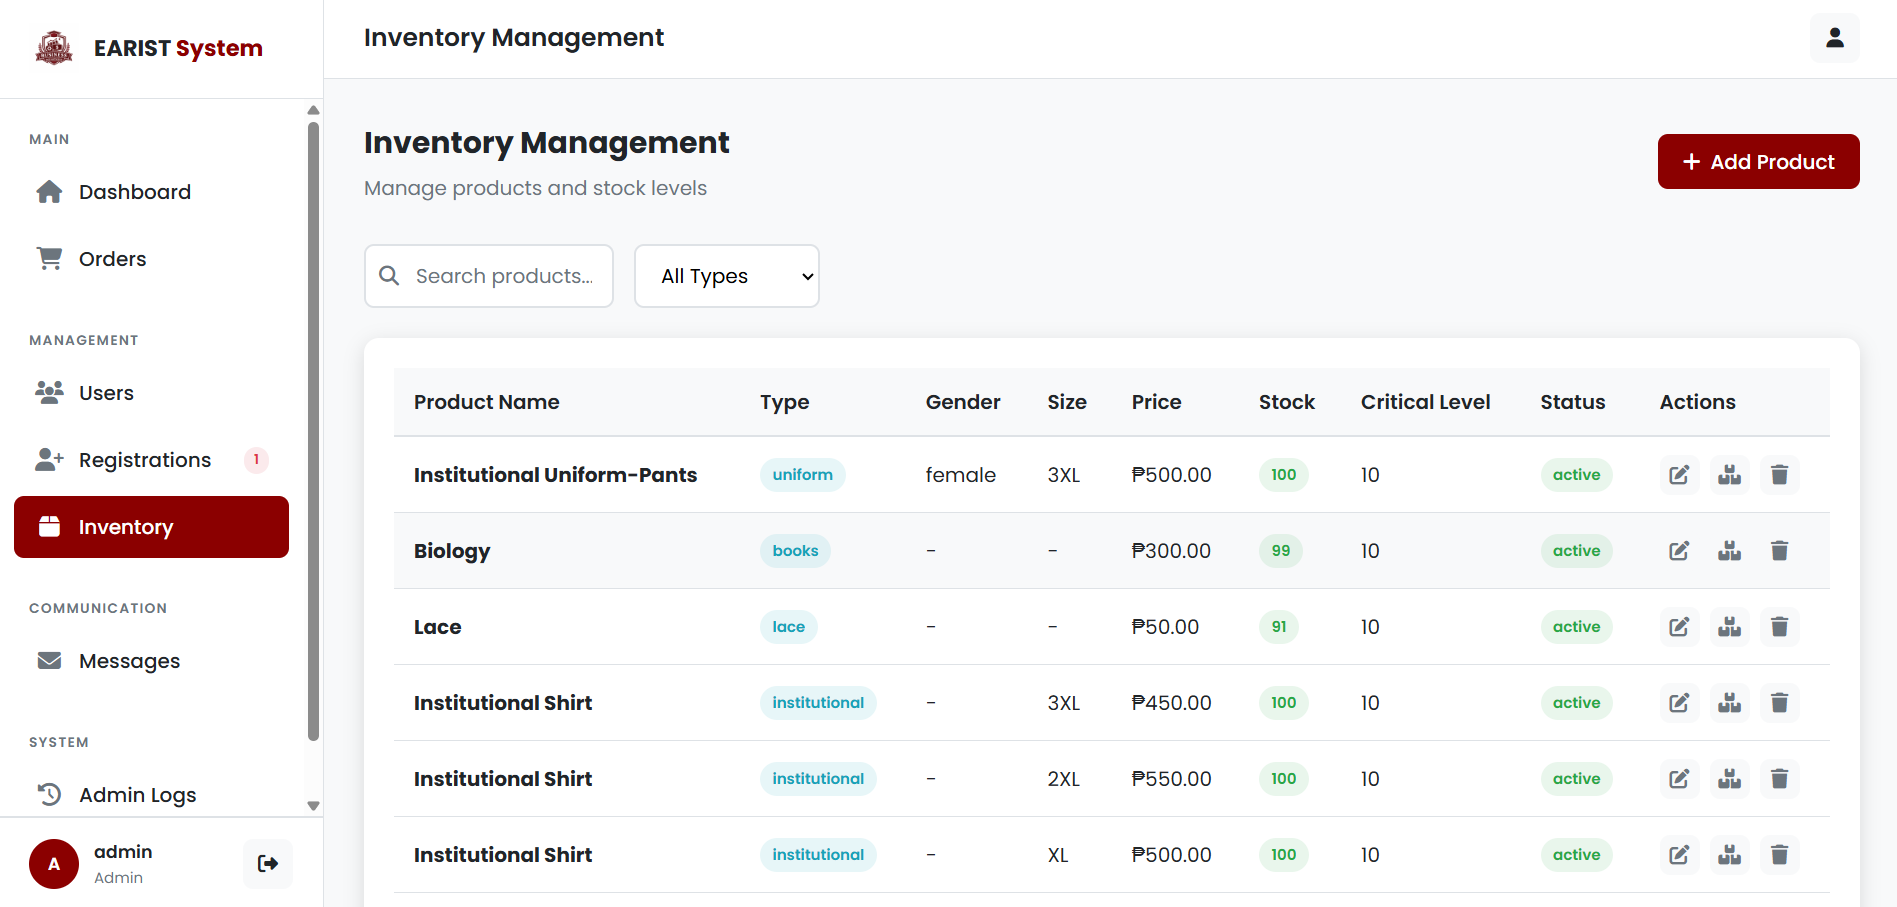 EARIST System
MAIN
Dashboard
Orders
MANAGEMENT
Users
Registrations 1
Inventory
COMMUNICATION
Messages
SYSTEM
Admin Logs
A admin
Admin
Inventory Management
Inventory Management
Manage products and stock levels
+ Add Product
Search products...
All Types
Product Name Type Gender Size Price Stock Critical Level Status Actions
Institutional Uniform-Pants uniform female 3XL ₱500.00 100 10 active
Biology books - - ₱300.00 99 10 active
Lace lace - - ₱50.00 91 10 active
Institutional Shirt institutional - 3XL ₱450.00 100 10 active
Institutional Shirt institutional - 2XL ₱550.00 100 10 active
Institutional Shirt institutional - XL ₱500.00 100 10 active